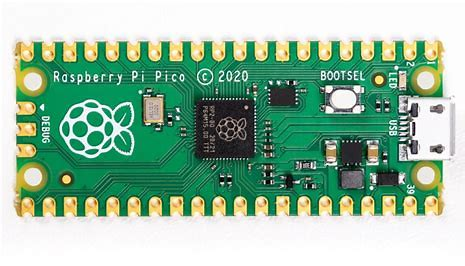 Raspberry Pi Pico © 2020
BOOTSEL
1
2
LED
USB
DEBUG
39